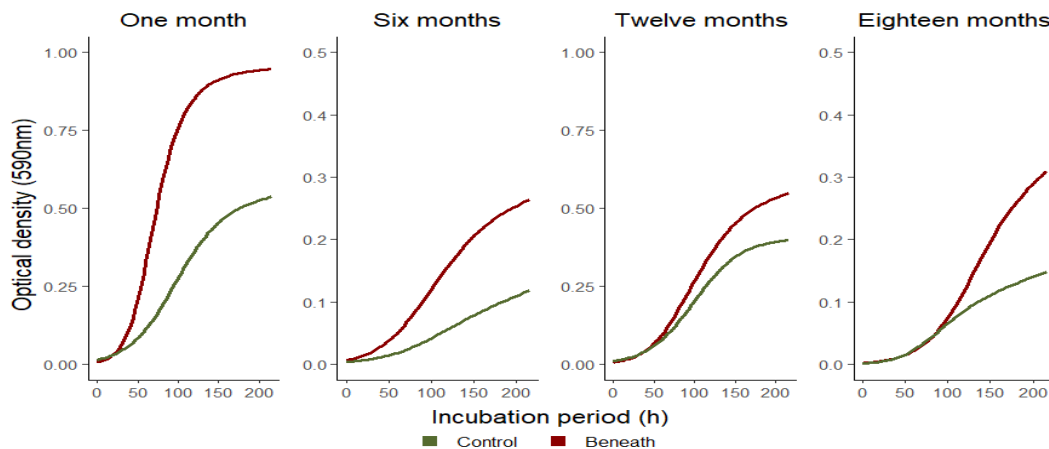 One month
Six months
Twelve months
Eighteen months
Optical density (590nm)
1.00
0.75
0.50
0.25
0.00
0 50 100 150 200
0.5
0.4
0.3
0.2
0.1
0.0
0 50 100 150 200
1.00
0.75
0.50
0.25
0.00
0 50 100 150 200
0.5
0.4
0.3
0.2
0.1
0.0
0 50 100 150 200
Incubation period (h)
Control Beneath